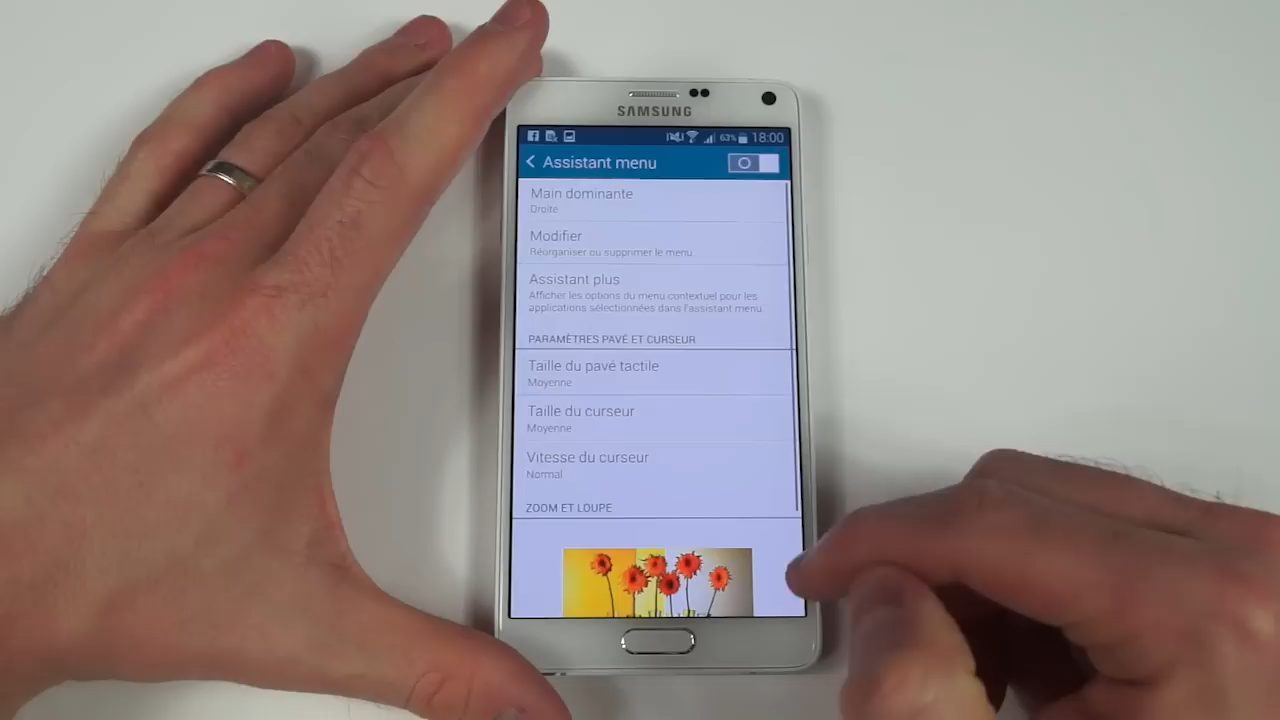 SAMSUNG
63% 18:00
Assistant menu
Main dominante
Droite
Modifier
Réorganiser ou supprimer le menu.
Assistant plus
Afficher les options du menu contextuel pour les
applications sélectionnées dans l'assistant menu
PARAMÈTRES PAVÉ ET CURSEUR
Taille du pavé tactile
Moyenne
Taille du curseur
Moyenne
Vitesse du curseur
Normal
ZOOM ET LOUPE